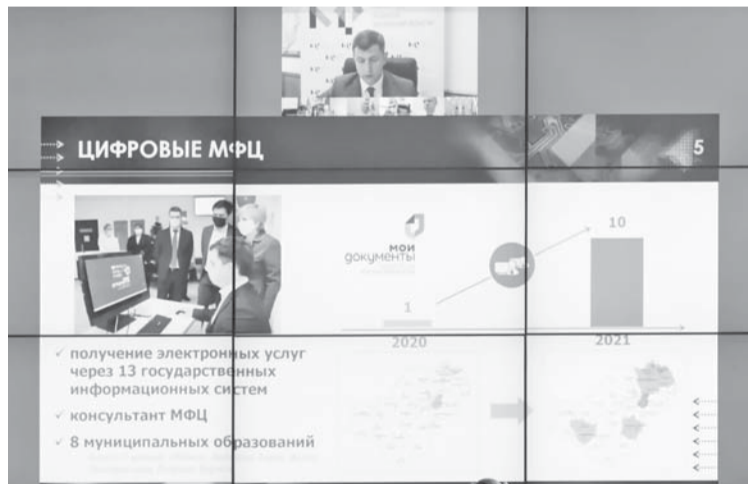 ЦИФРОВЫЕ МФЦ
5
мои
документы
1
10
2020
2021
✓ получение электронных услуг
через 13 государственных
информационных систем
✓ консультант МФЦ
✓ 8 муниципальных образований